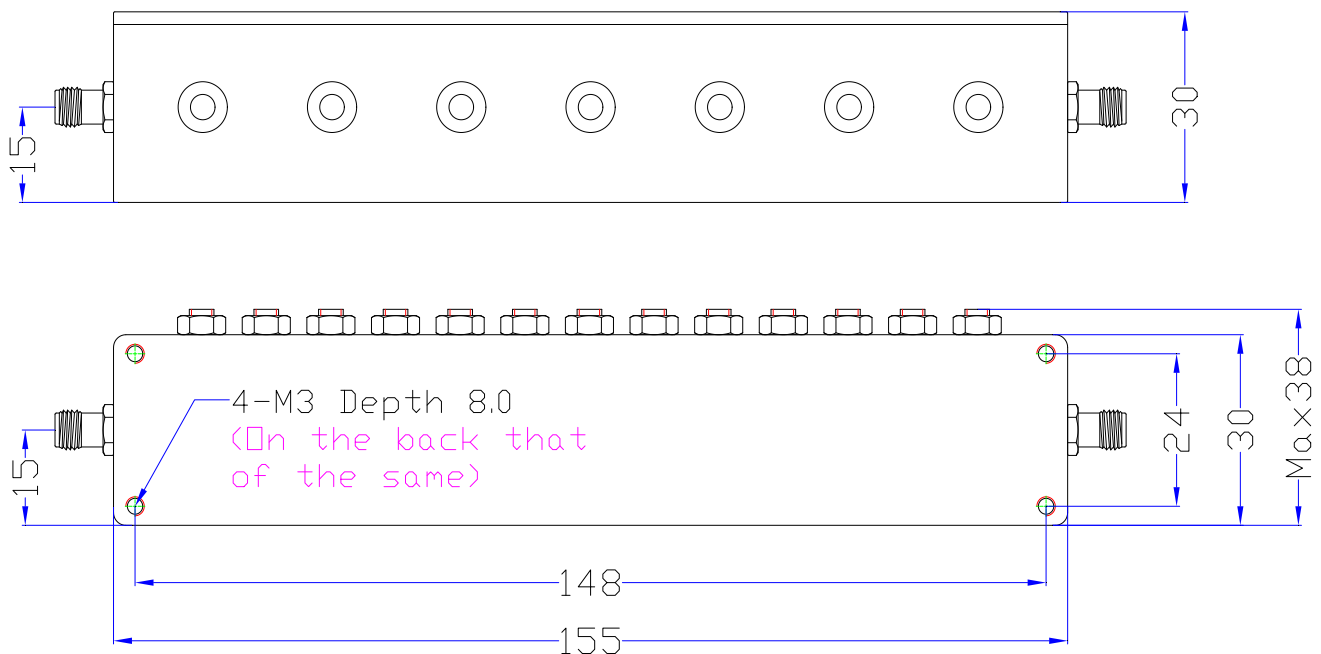 15
30
4-M3 Depth 8.0
(On the back that
of the same)
15
24
30
Max38
148
155